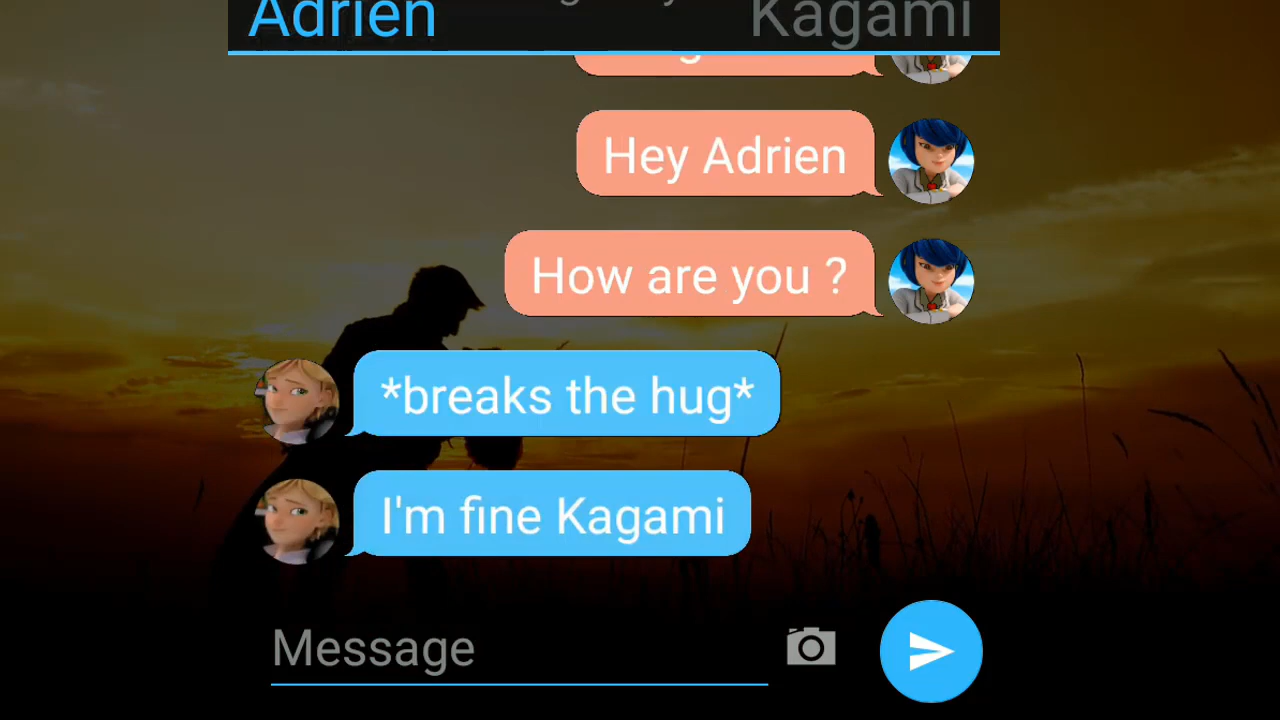 Adrien
Kagami
Hey Adrien
How are you ?
*breaks the hug*
I'm fine Kagami
Message